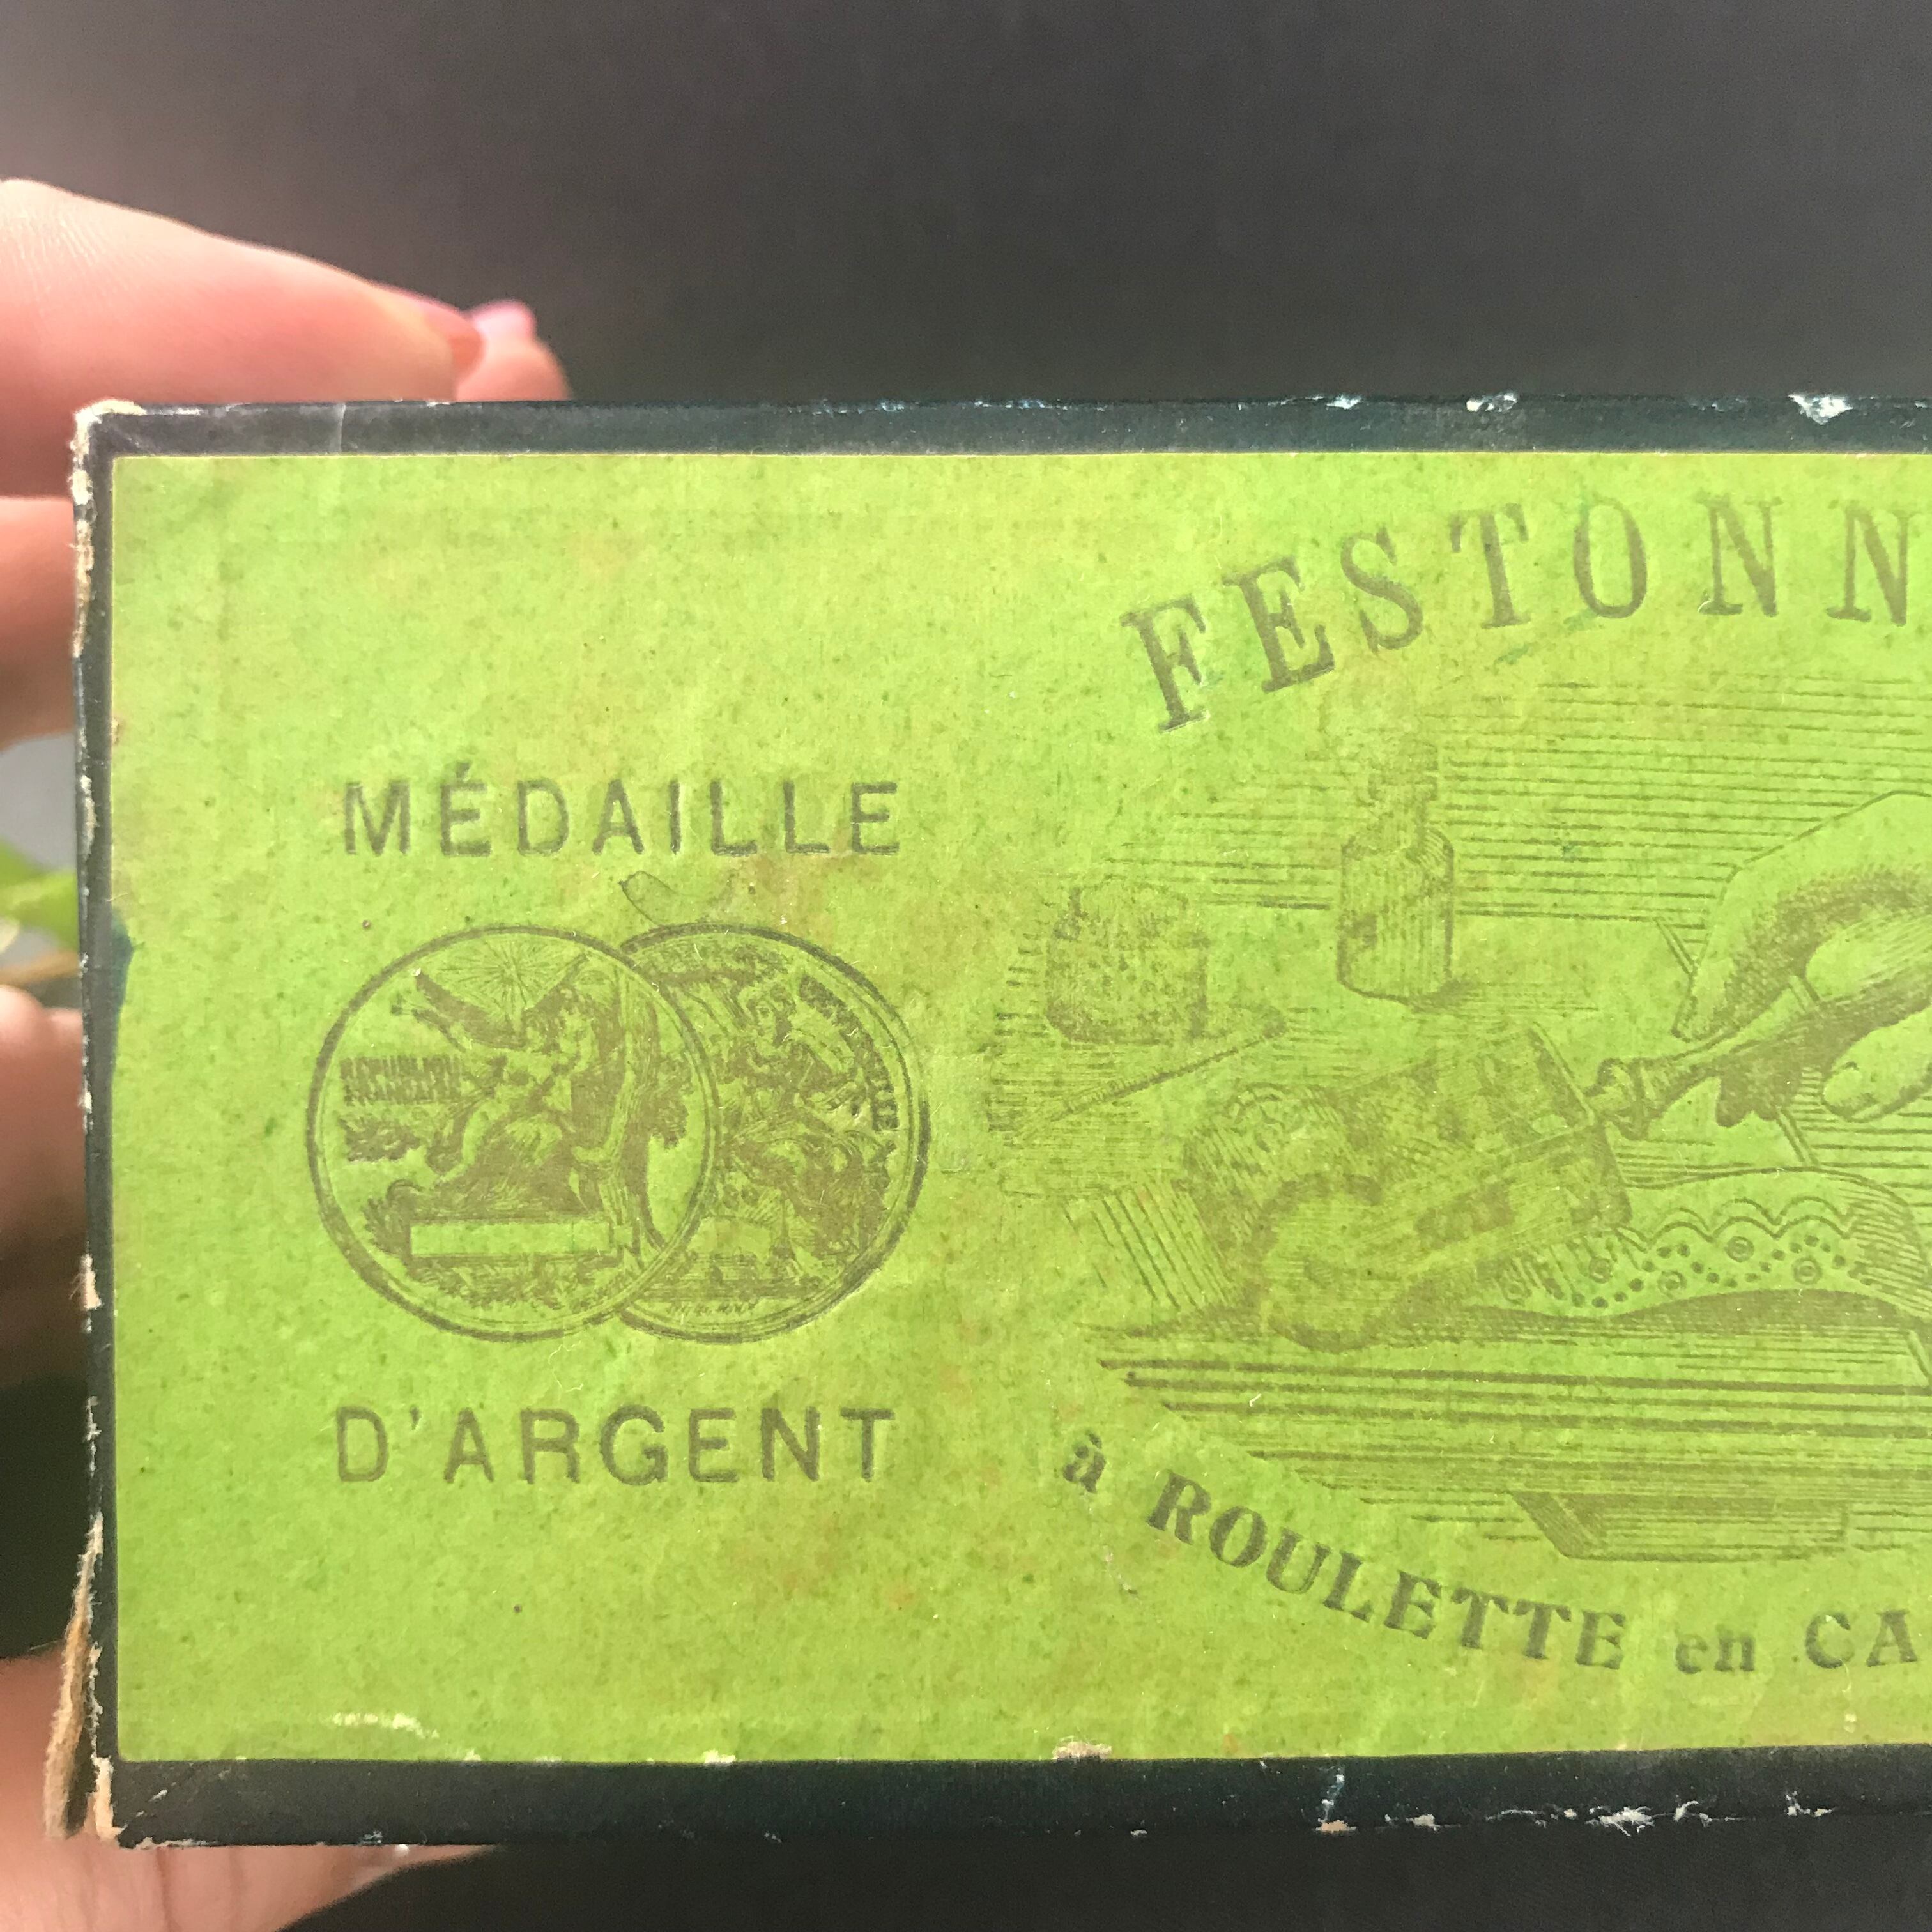 MÉDAILLE
D'ARGENT
FESTONN
à ROULETTE en CA